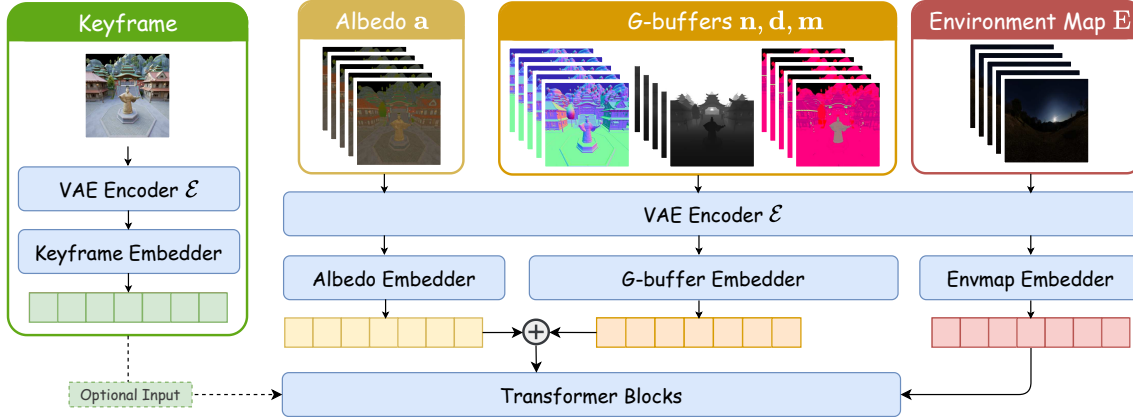 Keyframe
VAE Encoder ℰ
Keyframe Embedder
Optional Input
Albedo a
G-buffers n, d, m
Environment Map E
VAE Encoder ℰ
Albedo Embedder
G-buffer Embedder
Envmap Embedder
+
Transformer Blocks